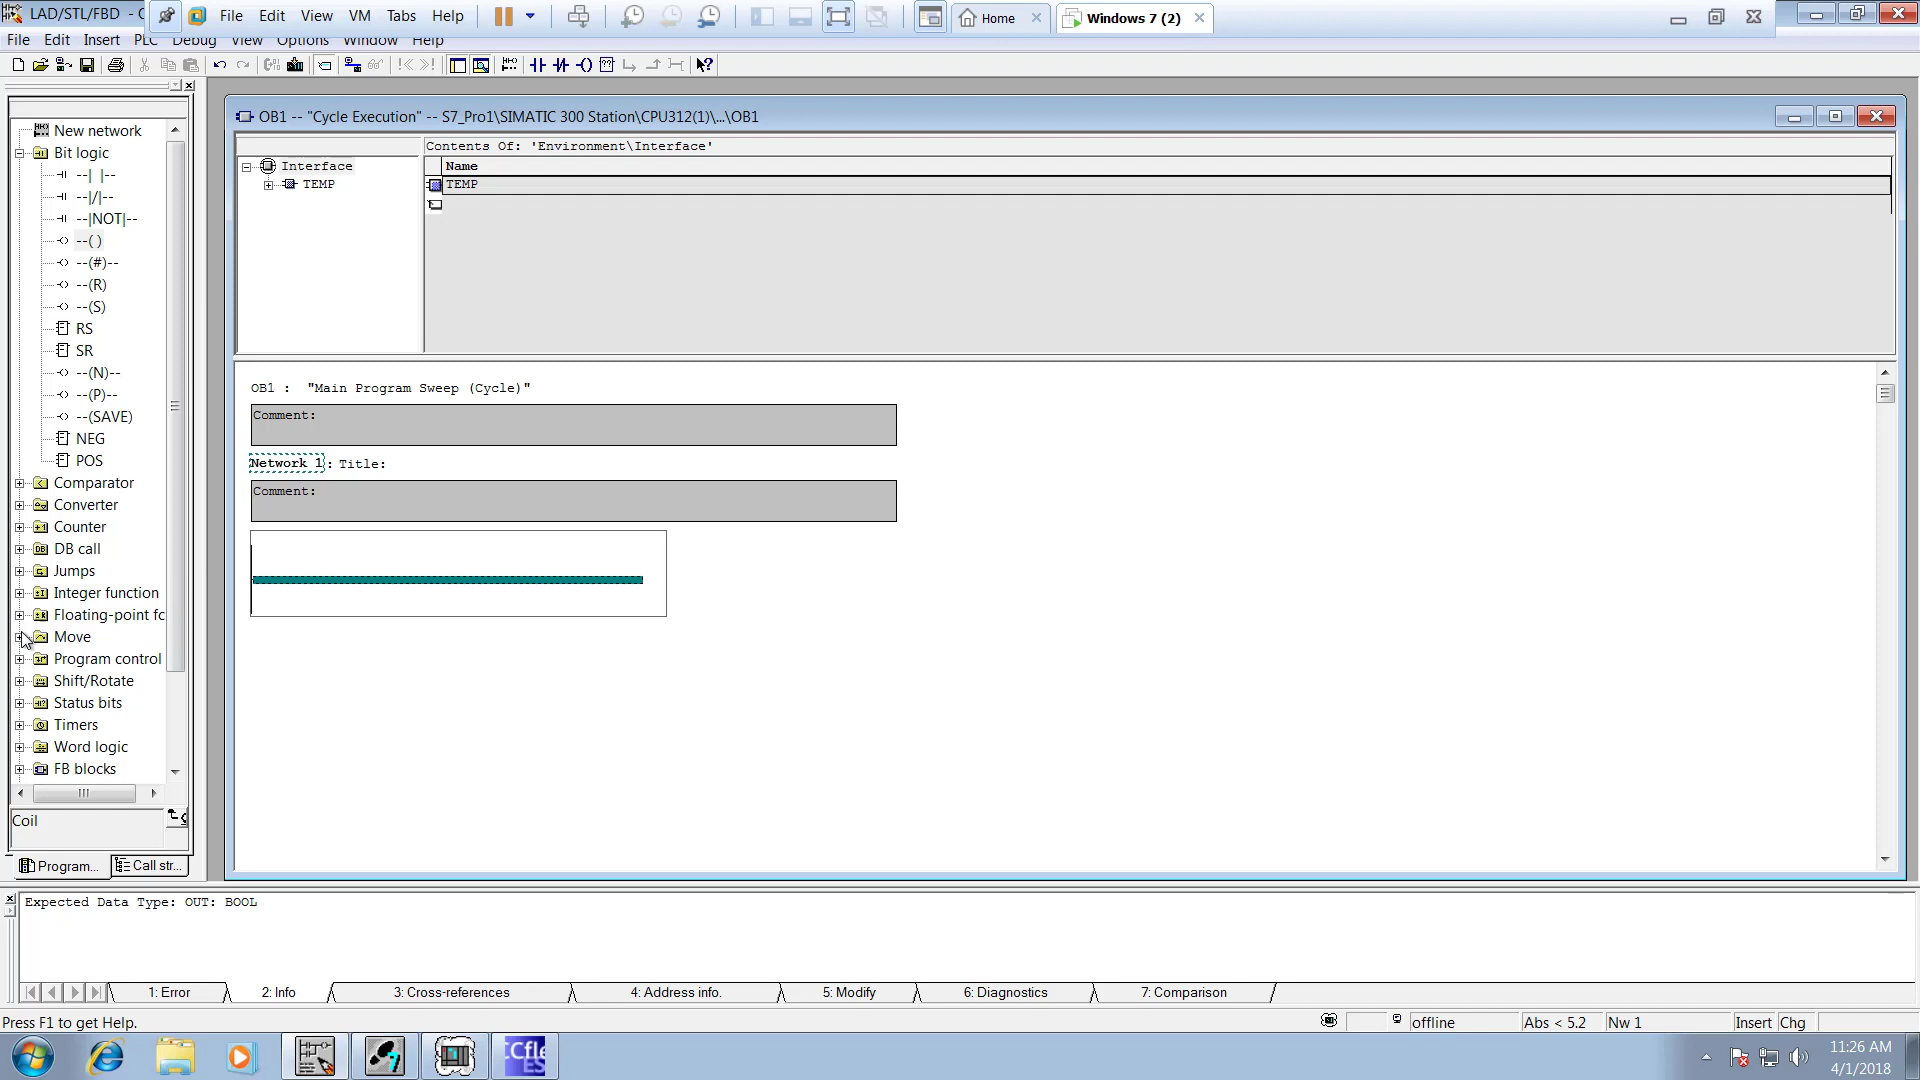 LAD/STL/FBD - C
File Edit View VM Tabs Help
Home
Windows 7 (2)
File Edit Insert PLC Debug View Options Window Help
OB1 -- "Cycle Execution" -- S7_Pro1\SIMATIC 300 Station\CPU312(1)\...\OB1
Contents Of: 'Environment\Interface'
Interface
TEMP
Name
TEMP
New network
Bit logic
--| |--
--|/|--
--|NOT|--
--( )
--(#)--
--(R)
--(S)
RS
SR
--(N)--
--(P)--
--(SAVE)
NEG
POS
Comparator
Converter
Counter
DB call
Jumps
Integer function
Floating-point fc
Move
Program control
Shift/Rotate
Status bits
Timers
Word logic
FB blocks
Coil
Program...
Call str...
OB1 : "Main Program Sweep (Cycle)"
Comment:
Network 1: Title:
Comment:
Expected Data Type: OUT: BOOL
1: Error
2: Info
3: Cross-references
4: Address info.
5: Modify
6: Diagnostics
7: Comparison
Press F1 to get Help.
offline
Abs < 5.2
Nw 1
Insert
Chg
CCfle
ES
11:26 AM
4/1/2018